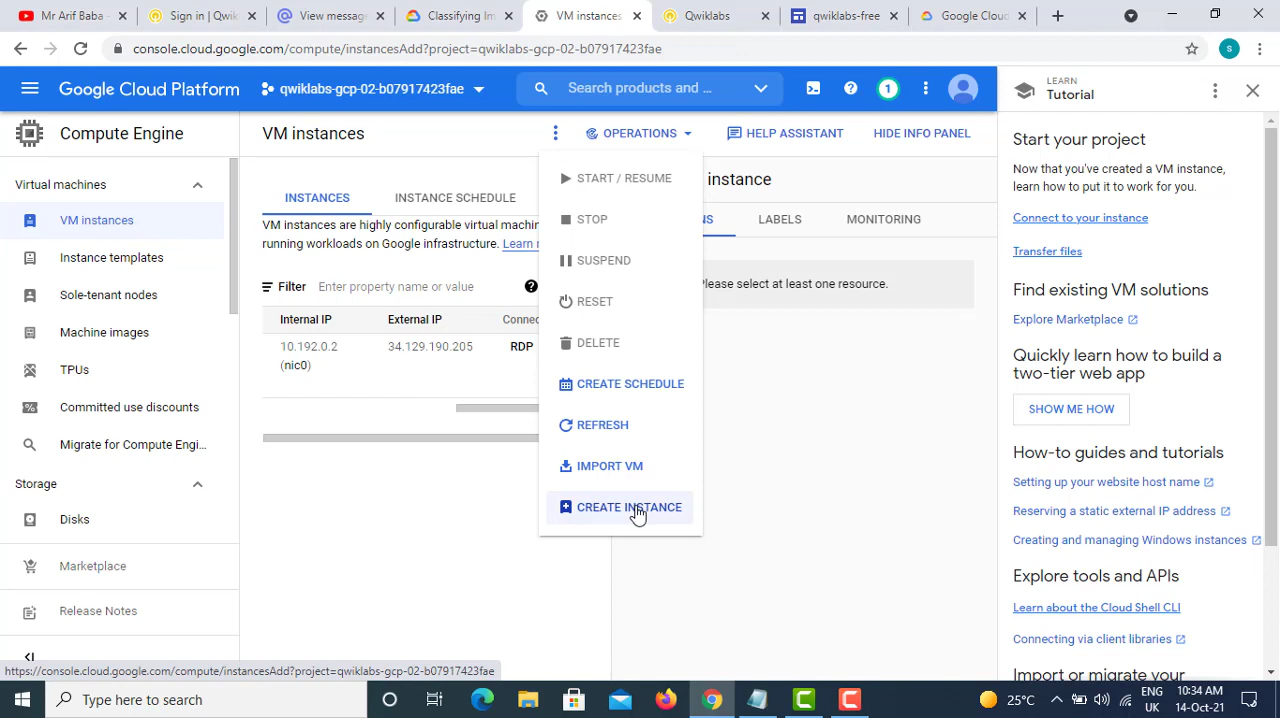 Mr Arif Baba -
Sign in | Qwik
View message
Classifying Im
VM instances
Qwiklabs
qwiklabs-free
Google Cloud
console.cloud.google.com/compute/instancesAdd?project=qwiklabs-gcp-02-b07917423fae
s
Google Cloud Platform
qwiklabs-gcp-02-b07917423fae
Search products and ...
1
LEARN
Tutorial
Compute Engine
VM instances
OPERATIONS
HELP ASSISTANT
HIDE INFO PANEL
Virtual machines
VM instances
Instance templates
Sole-tenant nodes
Machine images
TPUs
Committed use discounts
Migrate for Compute Engi...
Storage
Disks
Marketplace
Release Notes
INSTANCES
INSTANCE SCHEDULE
VM instances are highly configurable virtual machin
running workloads on Google infrastructure. Learn
Filter
Enter property name or value
Internal IP
External IP
Conne
10.192.0.2
34.129.190.205
RDP
(nic0)
START / RESUME
STOP
SUSPEND
RESET
DELETE
CREATE SCHEDULE
REFRESH
IMPORT VM
CREATE INSTANCE
instance
NS
LABELS
MONITORING
Please select at least one resource.
Start your project
Now that you've created a VM instance,
learn how to put it to work for you.
Connect to your instance
Transfer files
Find existing VM solutions
Explore Marketplace
Quickly learn how to build a
two-tier web app
SHOW ME HOW
How-to guides and tutorials
Setting up your website host name
Reserving a static external IP address
Creating and managing Windows instances
Explore tools and APIs
Learn about the Cloud Shell CLI
Connecting via client libraries
Import or migrate your
https://console.cloud.google.com/compute/instancesAdd?project=qwiklabs-gcp-02-b07917423fae
Type here to search
25°C
ENG
UK
10:34 AM
14-Oct-21